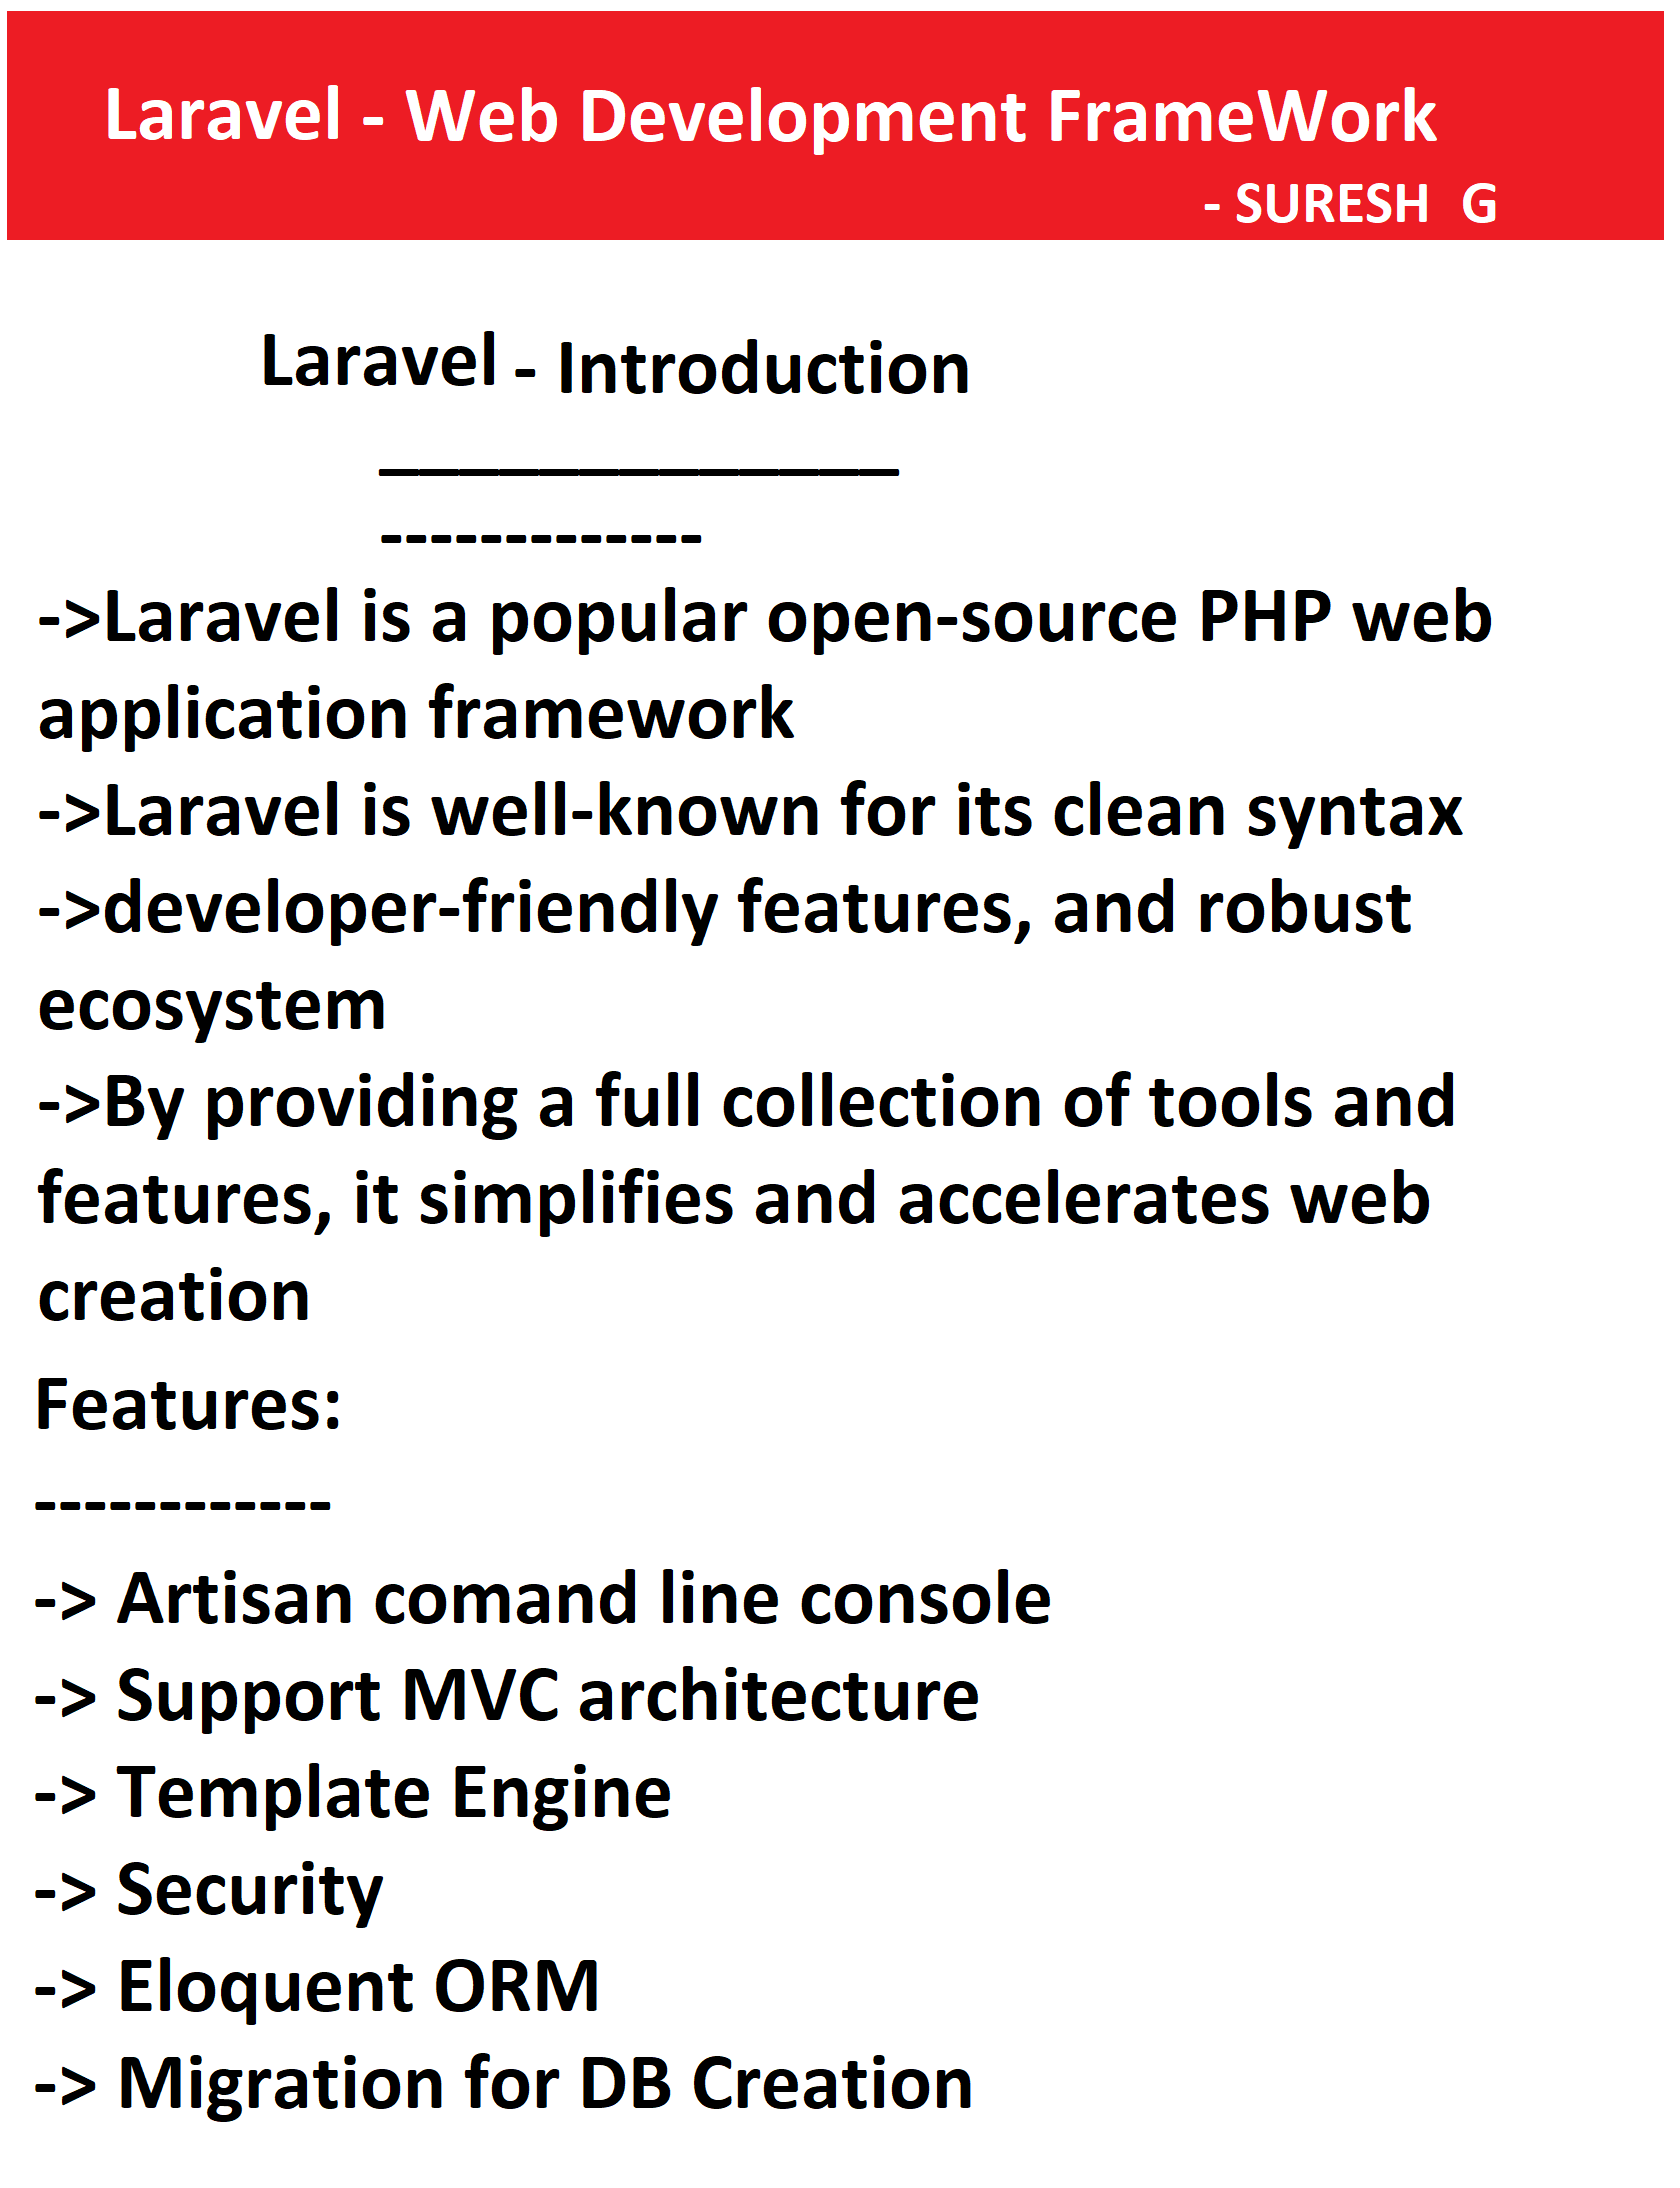 Laravel - Web Development FrameWork
- SURESH  G
Laravel - Introduction
_____________
-------------
->Laravel is a popular open-source PHP web
application framework
->Laravel is well-known for its clean syntax
->developer-friendly features, and robust
ecosystem
->By providing a full collection of tools and
features, it simplifies and accelerates web
creation
Features:
------------
-> Artisan comand line console
-> Support MVC architecture
-> Template Engine
-> Security
-> Eloquent ORM
-> Migration for DB Creation